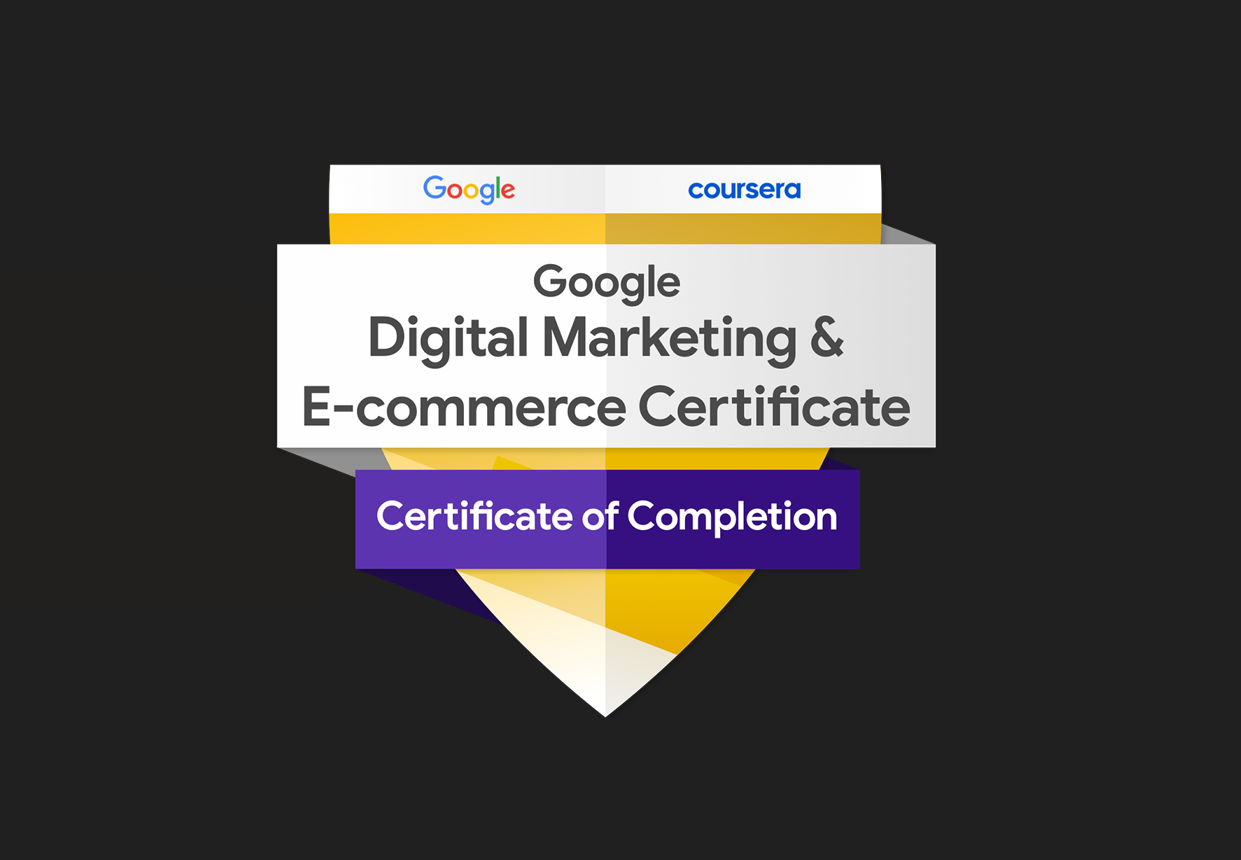 Google coursera
Google
Digital Marketing &
E-commerce Certificate
Certificate of Completion